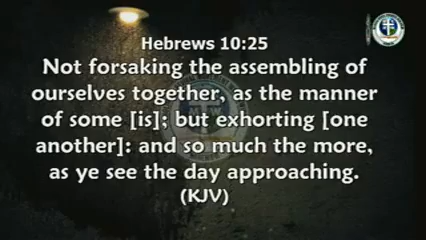 Hebrews 10:25
Not forsaking the assembling of
ourselves together, as the manner
of some [is]; but exhorting [one
another]: and so much the more,
as ye see the day approaching.
(KJV)